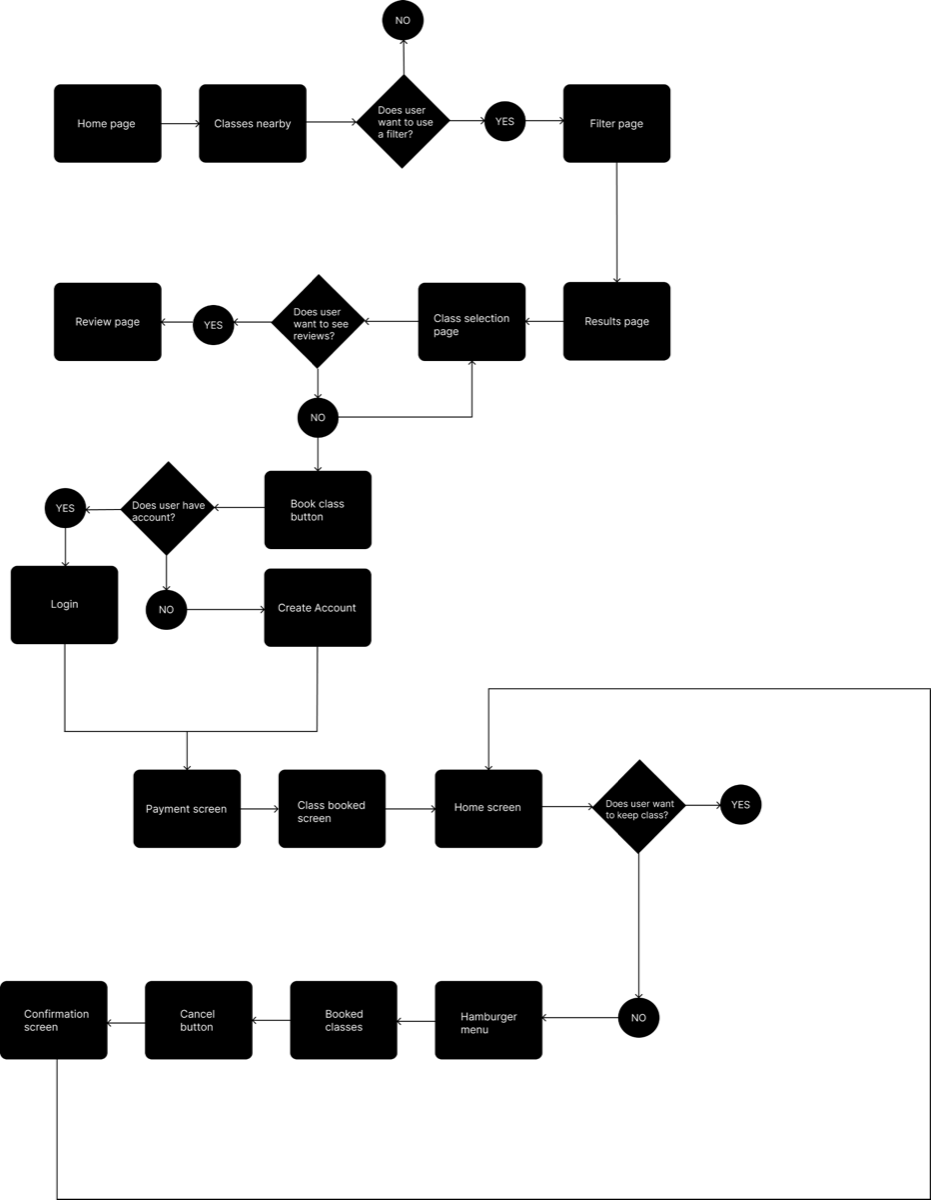 NO
Does user
want to use
a filter?
Home page
Classes nearby
YES
Filter page
Review page
YES
Does user
want to see
reviews?
Class selection
page
Results page
NO
YES
Does user have
account?
Book class
button
Login
NO
Create Account
Payment screen
Class booked
screen
Home screen
Does user want
to keep class?
YES
Confirmation
screen
Cancel
button
Booked
classes
Hamburger
menu
NO